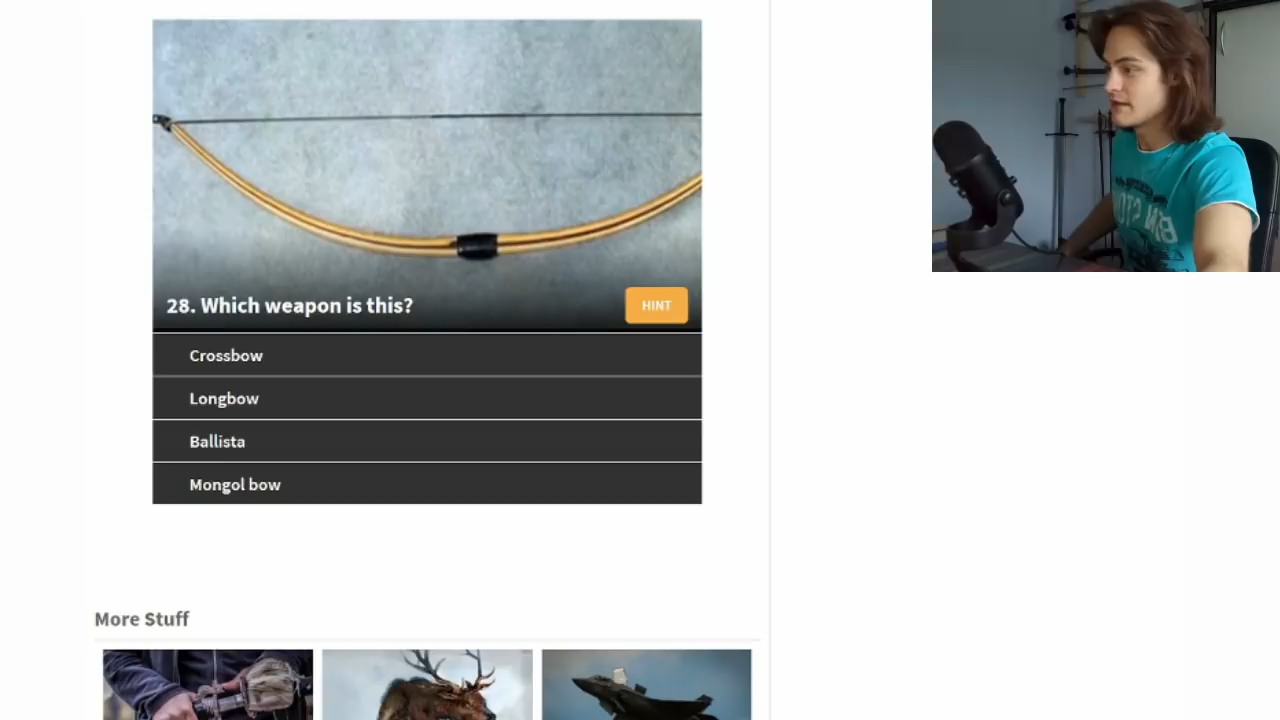 28. Which weapon is this?
HINT
Crossbow
Longbow
Ballista
Mongol bow
More Stuff